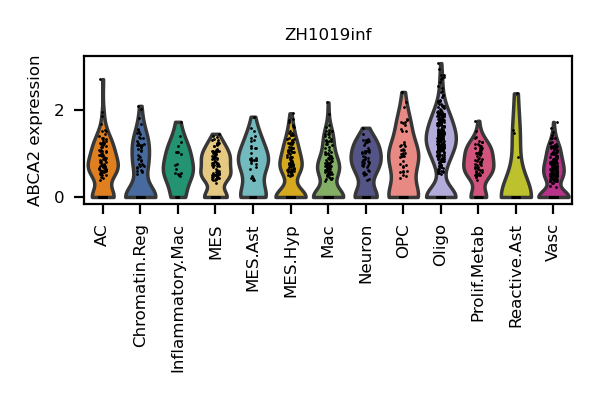 ZH1019inf
ABCA2 expression
2
0
AC
Chromatin.Reg
Inflammatory.Mac
MES
MES.Ast
MES.Hyp
Mac
Neuron
OPC
Oligo
Prolif.Metab
Reactive.Ast
Vasc